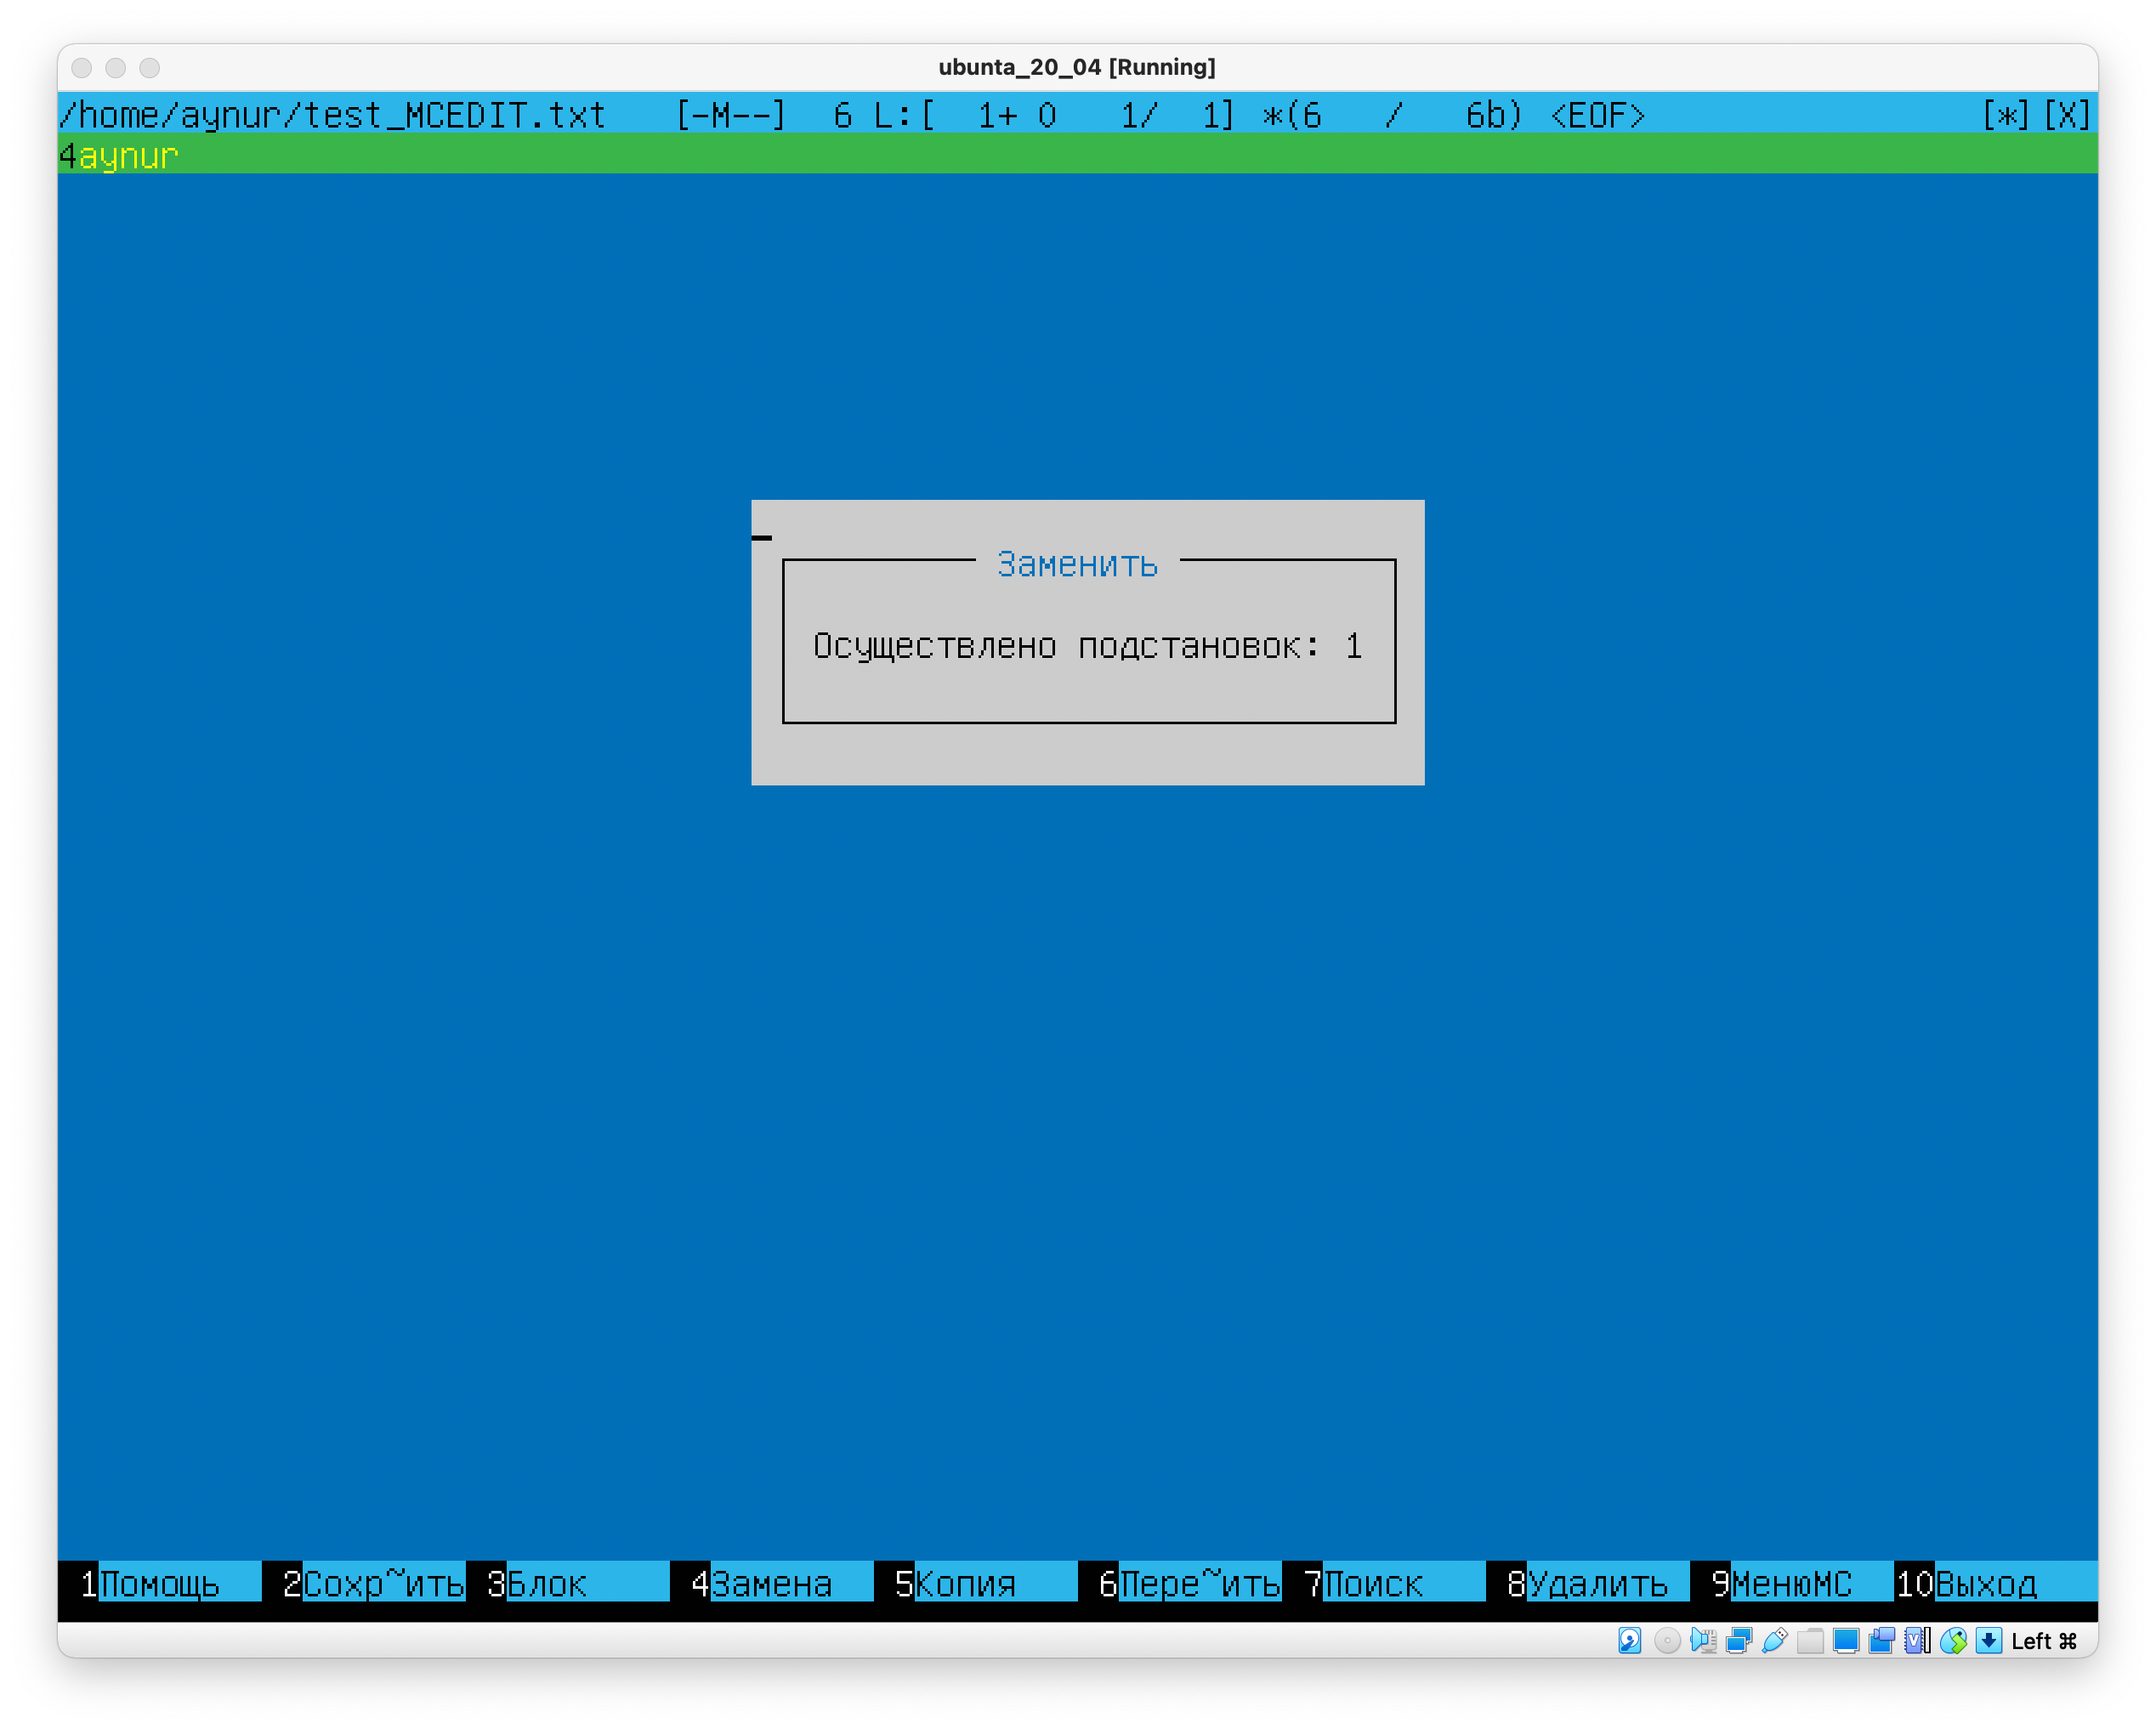 ubunta_20_04 [Running]
/home/aynur/test_MCEDIT.txt [-M--] 6 L:[ 1+ 0 1/ 1] *(6 / 6b) <EOF> [*][X]
4aynur
Заменить
Осуществлено подстановок: 1
1Помощь 2Сохр~ить 3Блок 4Замена 5Копия 6Пере~ить 7Поиск 8Удалить 9МенюMC 10Выход
Left ⌘